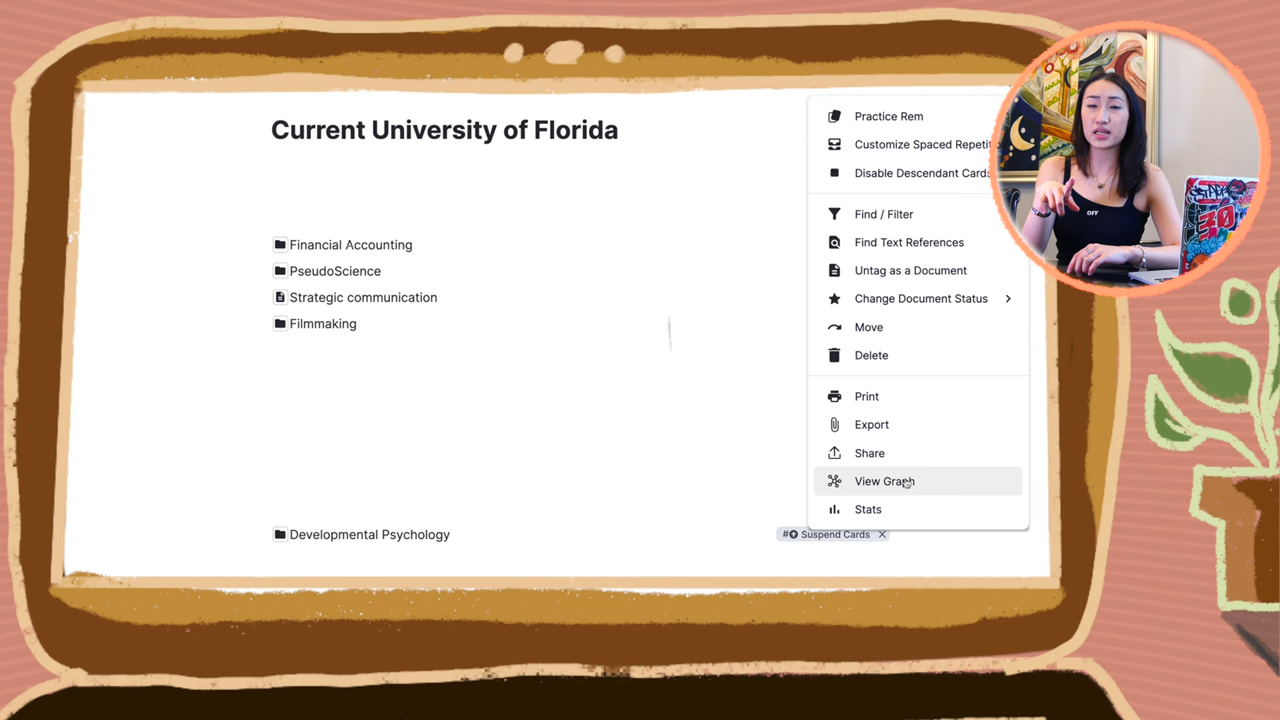 Current University of Florida
Financial Accounting
PseudoScience
Strategic communication
Filmmaking
Developmental Psychology
Practice Rem
Customize Spaced Repetit
Disable Descendant Cards
Find / Filter
Find Text References
Untag as a Document
Change Document Status
Move
Delete
Print
Export
Share
View Graph
Stats
# Suspend Cards
OFF
30